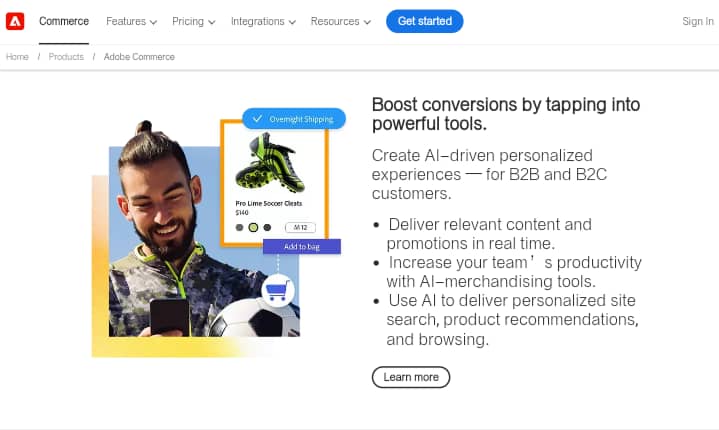 Commerce Features Pricing Integrations Resources Get started Sign In
Home / Products / Adobe Commerce
Overnight Shipping
Pro Lime Soccer Cleats
$140
M 12
Add to bag
Boost conversions by tapping into
powerful tools.
Create AI–driven personalized
experiences — for B2B and B2C
customers.
• Deliver relevant content and
promotions in real time.
• Increase your team’s productivity
with AI–merchandising tools.
• Use AI to deliver personalized site
search, product recommendations,
and browsing.
Learn more